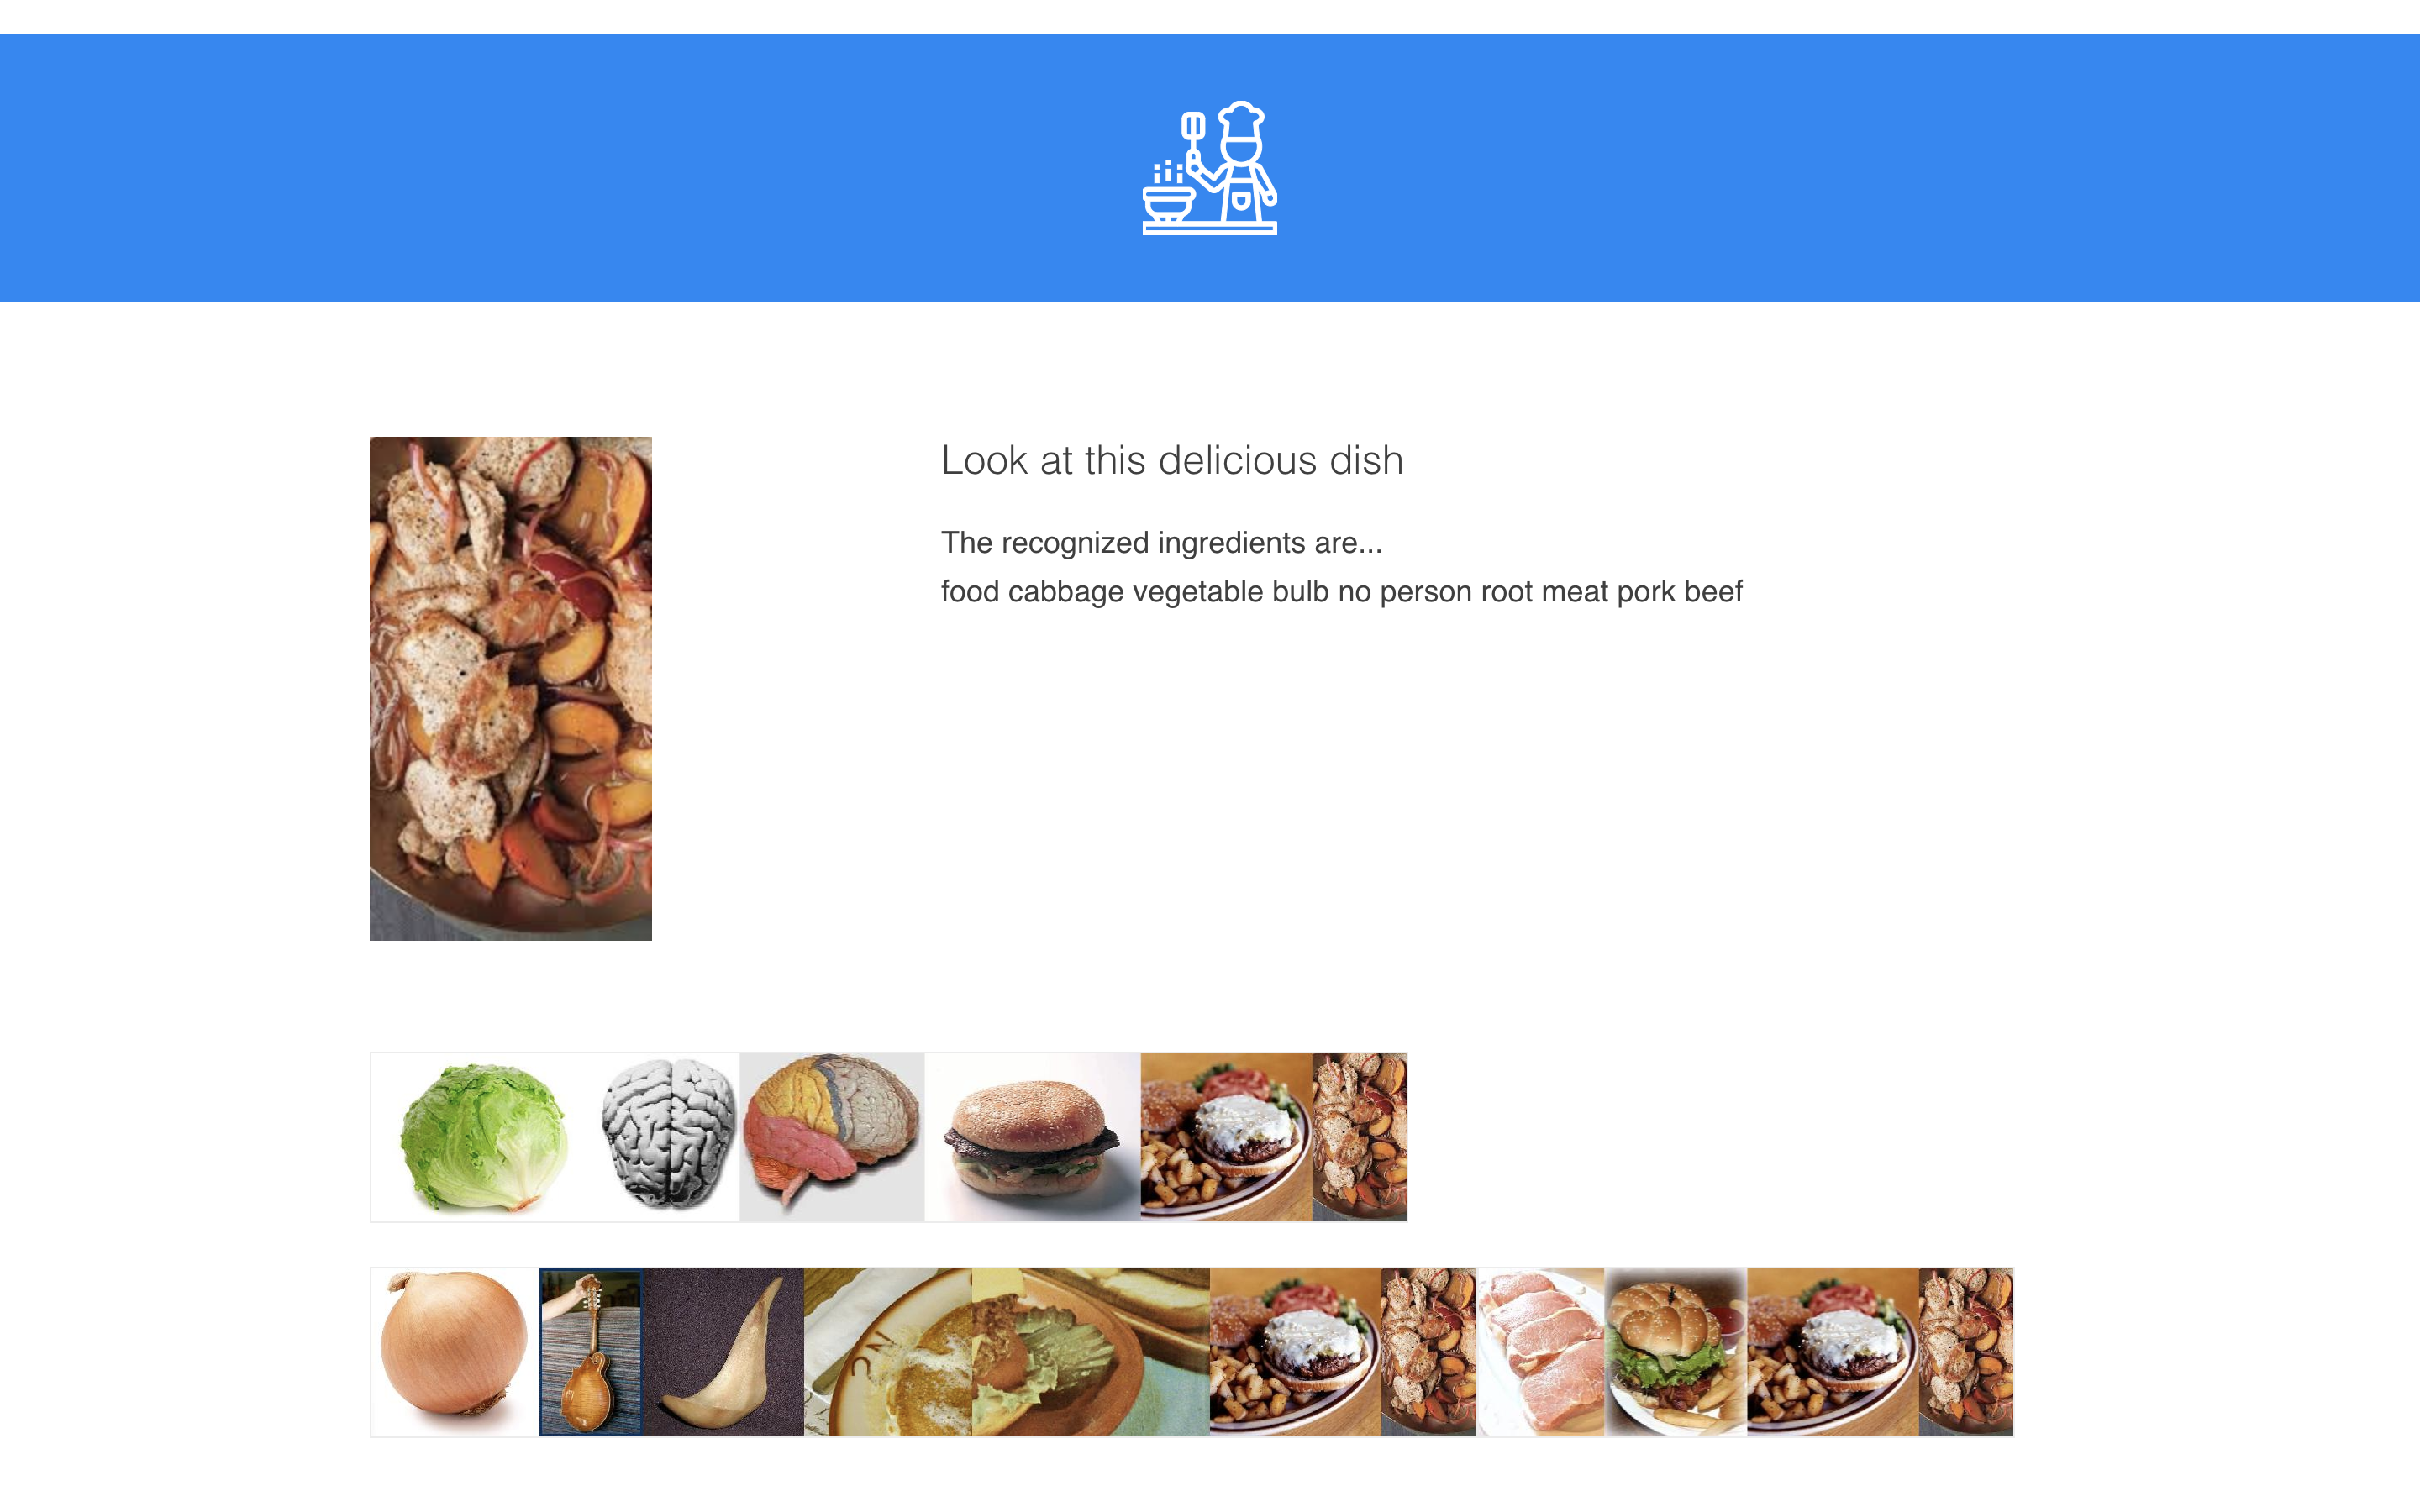 Look at this delicious dish
The recognized ingredients are...
food cabbage vegetable bulb no person root meat pork beef